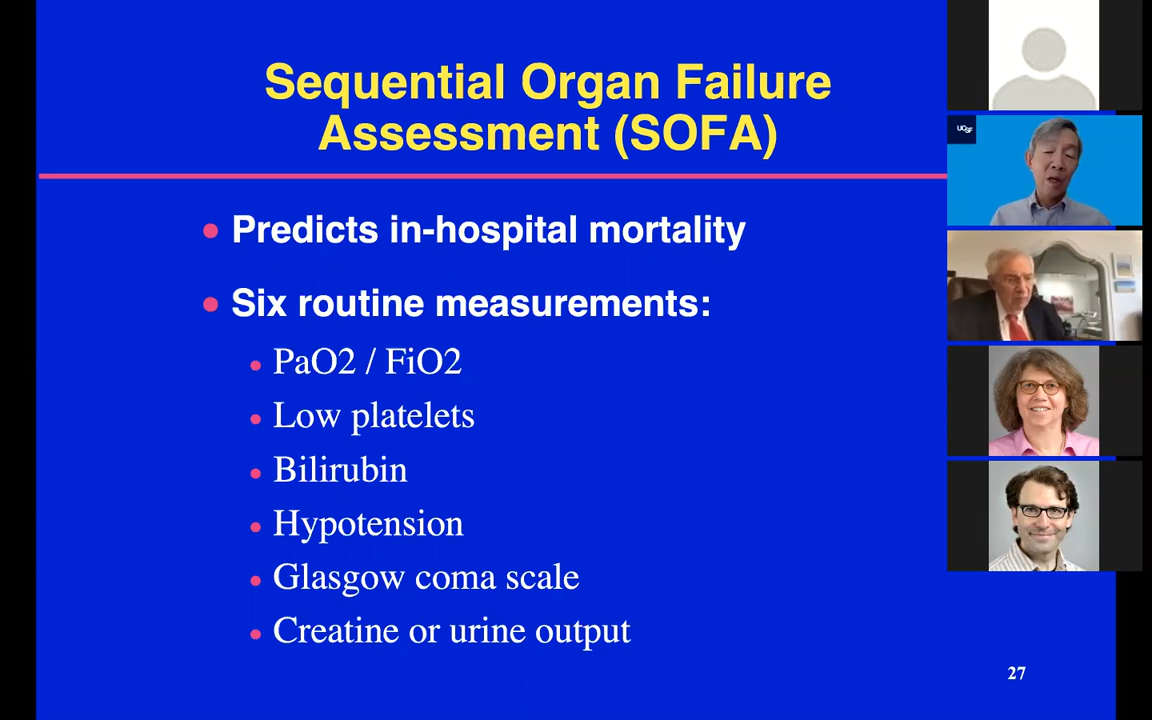 Sequential Organ Failure
Assessment (SOFA)
Predicts in-hospital mortality
Six routine measurements:
PaO2 / FiO2
Low platelets
Bilirubin
Hypotension
Glasgow coma scale
Creatine or urine output
27
UCSF